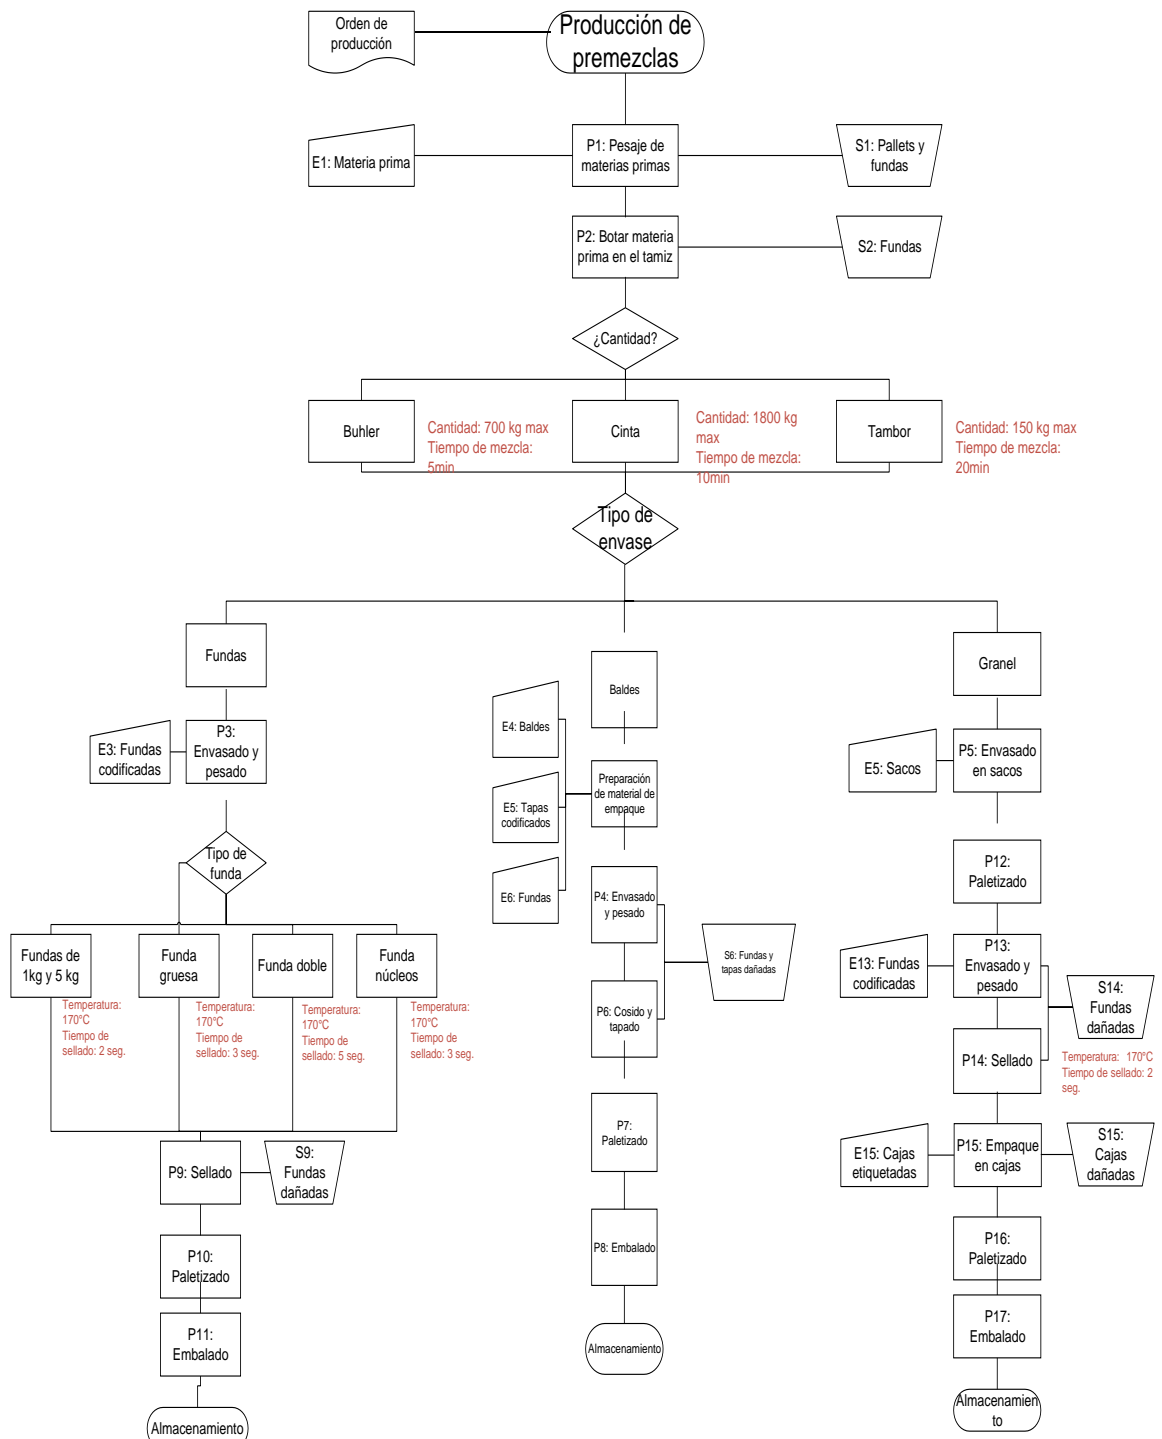 Orden de
producción
Producción de
premezclas
E1: Materia prima
P1: Pesaje de
materias primas
S1: Pallets y
fundas
P2: Botar materia
prima en el tamiz
S2: Fundas
¿Cantidad?
Buhler
Cantidad: 700 kg max
Tiempo de mezcla:
5min
Cinta
Cantidad: 1800 kg
max
Tiempo de mezcla:
10min
Tambor
Cantidad: 150 kg max
Tiempo de mezcla:
20min
Tipo de
envase
Fundas
E3: Fundas
codificadas
P3:
Envasado y
pesado
Tipo de
funda
Fundas de
1kg y 5 kg
Temperatura:
170°C
Tiempo de
sellado: 2 seg.
Funda
gruesa
Temperatura:
170°C
Tiempo de
sellado: 3 seg.
Funda doble
Temperatura:
170°C
Tiempo de
sellado: 5 seg.
Funda
núcleos
Temperatura:
170°C
Tiempo de
sellado: 3 seg.
P9: Sellado
S9:
Fundas
dañadas
P10:
Paletizado
P11:
Embalado
Almacenamiento
Baldes
E4: Baldes
Preparación
de material de
empaque
E5: Tapas
codificados
E6: Fundas
P4: Envasado
y pesado
S6: Fundas y
tapas dañadas
P6: Cosido y
tapado
P7:
Paletizado
P8: Embalado
Almacenamiento
Granel
E5: Sacos
P5: Envasado
en sacos
P12:
Paletizado
E13: Fundas
codificadas
P13:
Envasado y
pesado
S14:
Fundas
dañadas
P14: Sellado
Temperatura: 170°C
Tiempo de sellado: 2
seg.
E15: Cajas
etiquetadas
P15: Empaque
en cajas
S15:
Cajas
dañadas
P16:
Paletizado
P17:
Embalado
Almacenamien
to